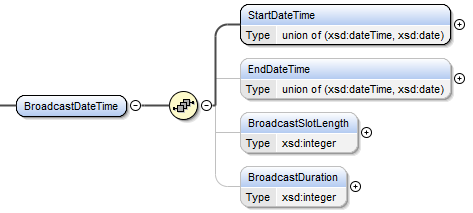 StartDateTime
Type union of (xsd:dateTime, xsd:date)
EndDateTime
Type union of (xsd:dateTime, xsd:date)
BroadcastDateTime
BroadcastSlotLength
Type xsd:integer
BroadcastDuration
Type xsd:integer